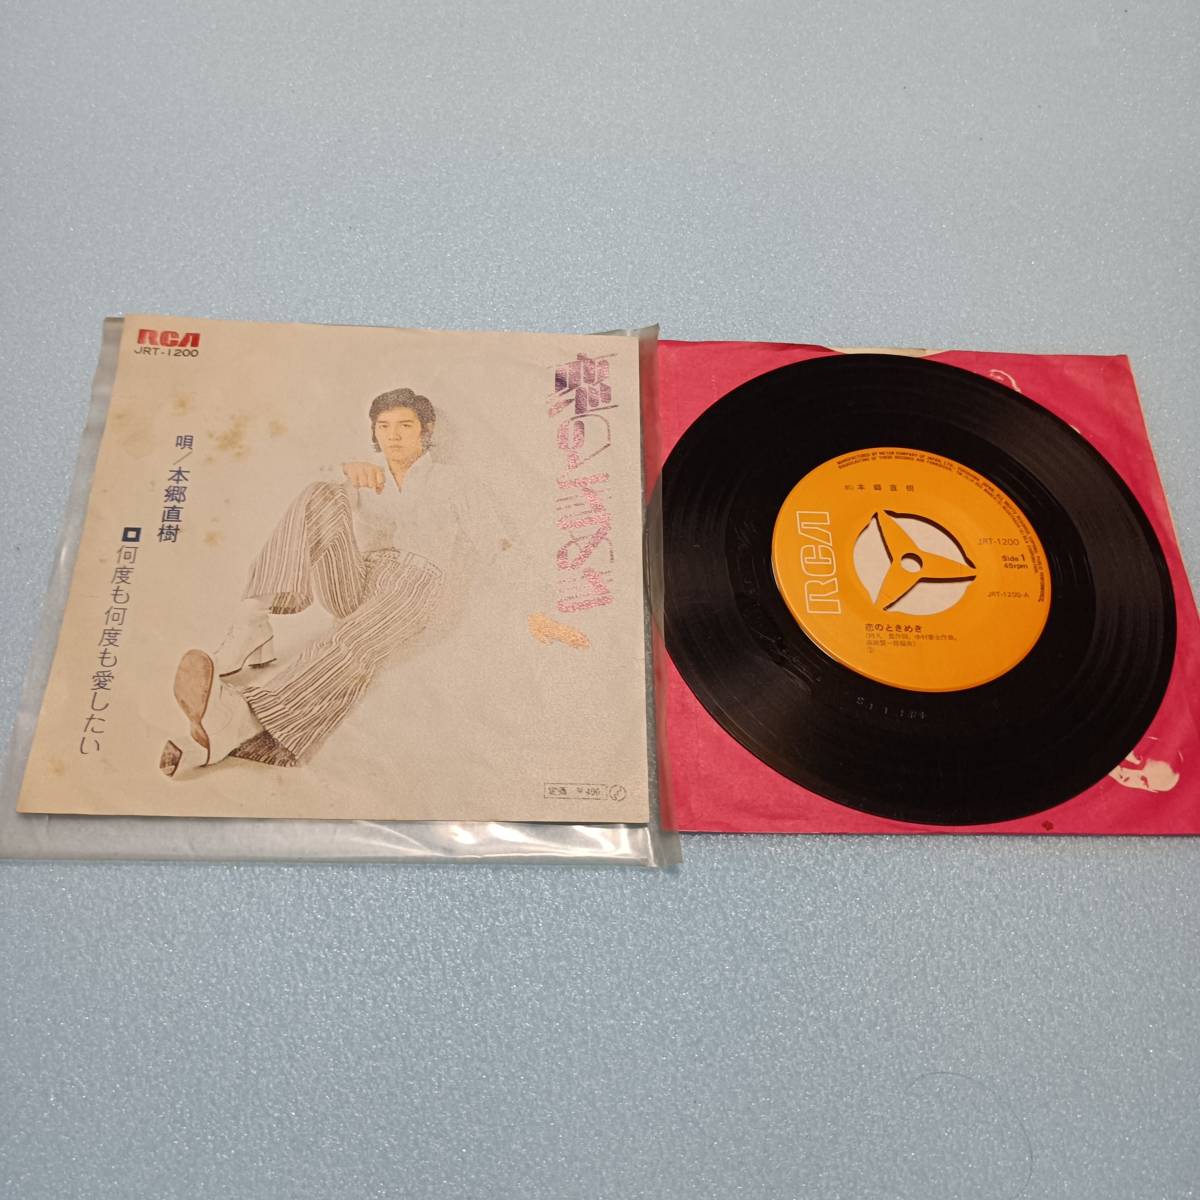 RCA
JRT-1200
恋のときめき
唄／本郷直樹
何度も何度も愛したい
定価 ￥400
本郷直樹
RCA
JRT-1200
Side 1
45rpm
JRT-1200-A
恋のときめき